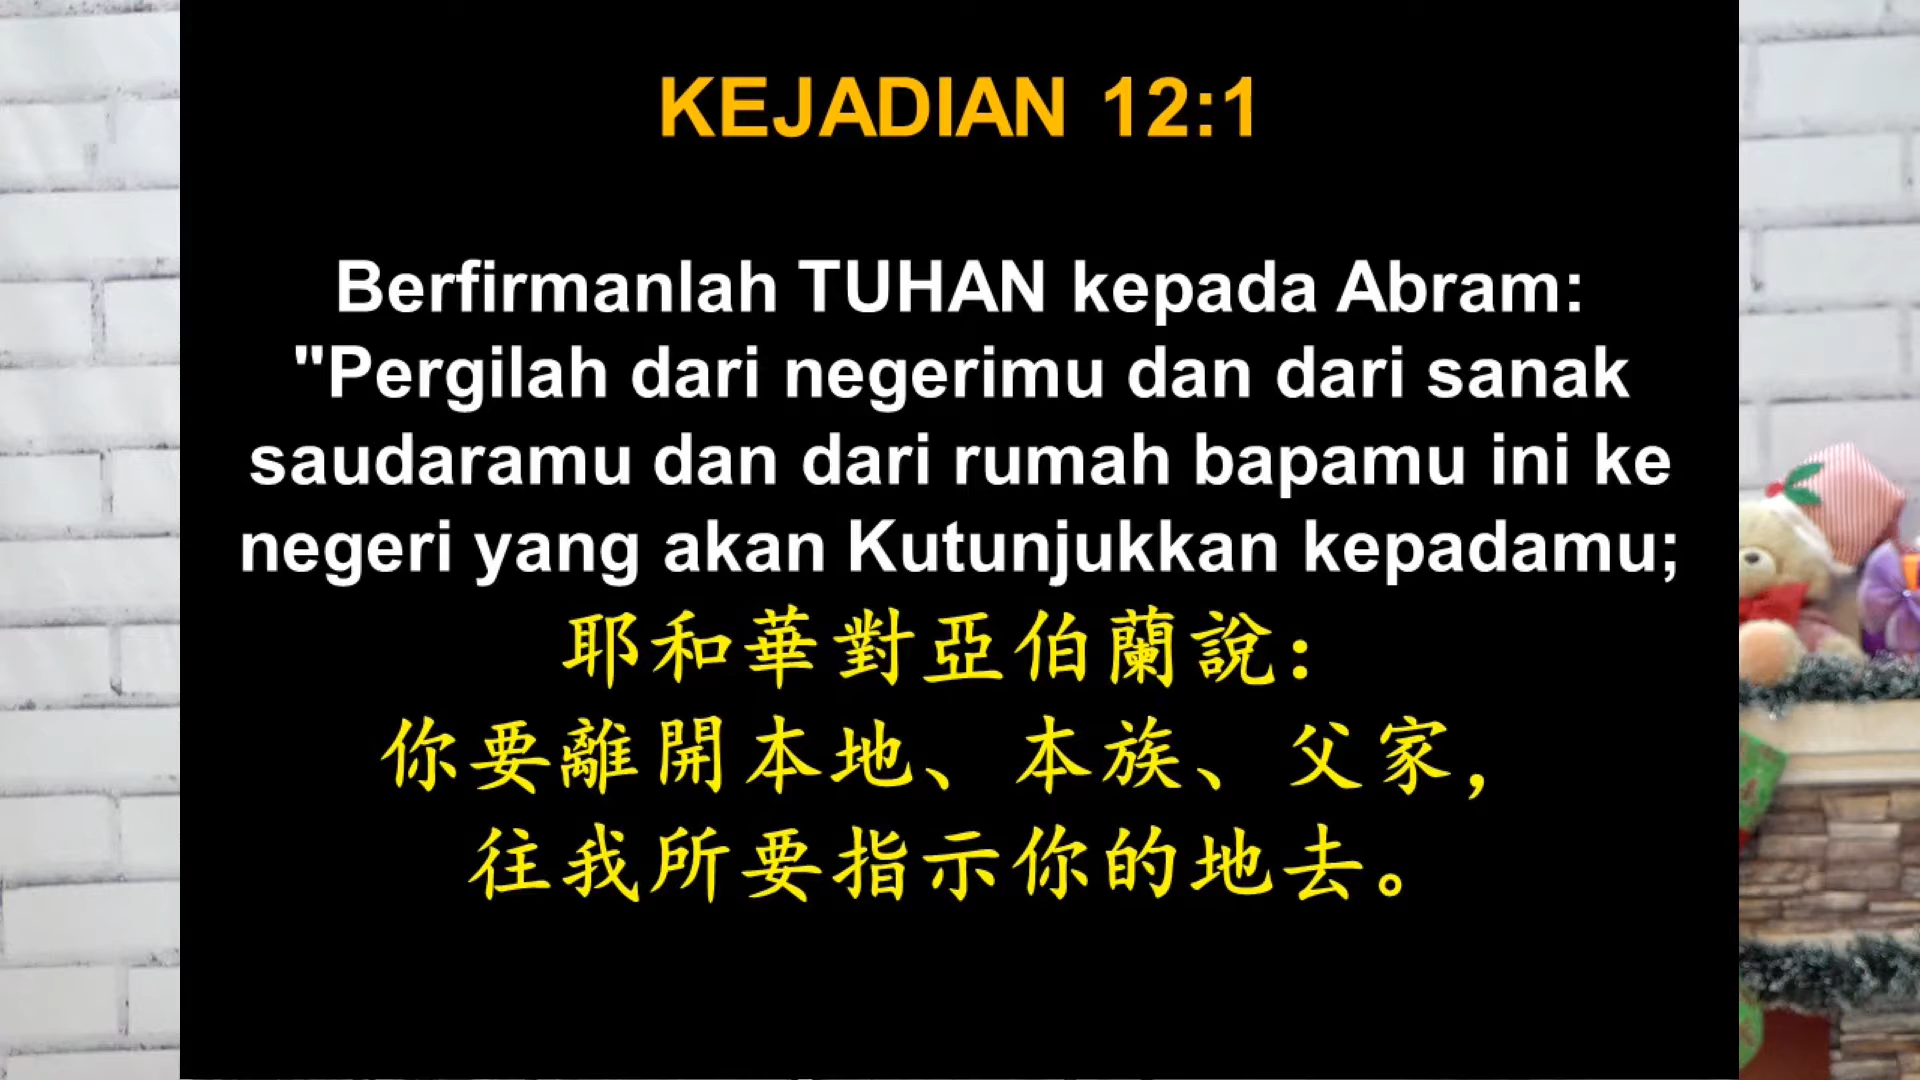 KEJADIAN 12:1
Berfirmanlah TUHAN kepada Abram:
"Pergilah dari negerimu dan dari sanak
saudaramu dan dari rumah bapamu ini ke
negeri yang akan Kutunjukkan kepadamu;
耶和華對亞伯蘭說：
你要離開本地、本族、父家，
往我所要指示你的地去。